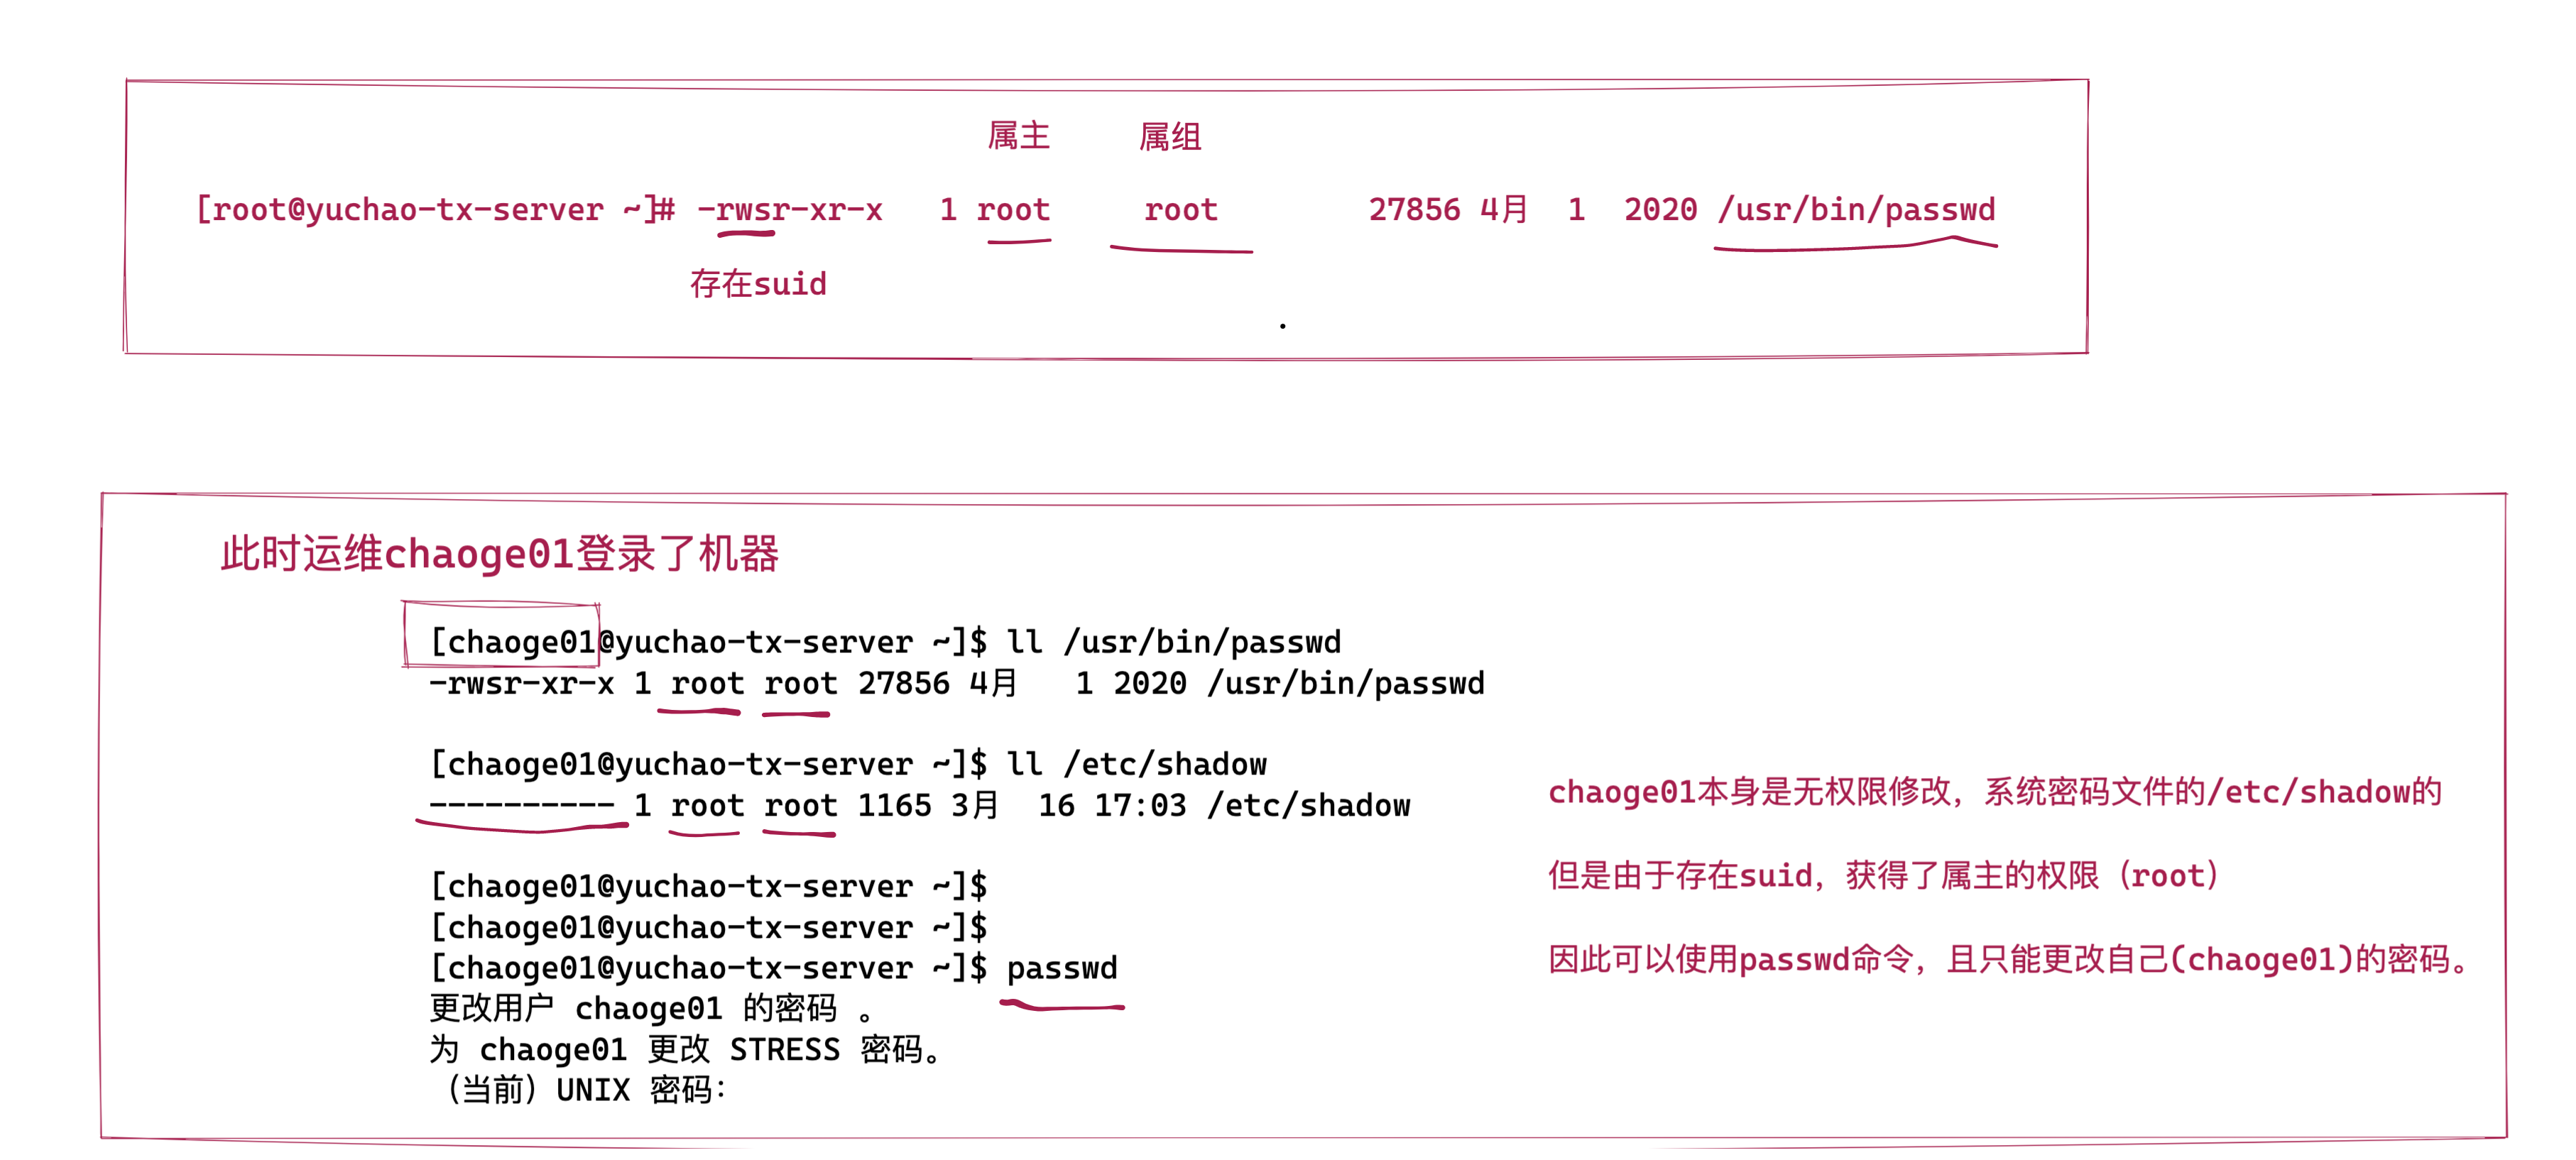 属主 属组
[root@yuchao-tx-server ~]# -rwsr-xr-x 1 root root 27856 4月 1 2020 /usr/bin/passwd
存在suid
此时运维chaoge01登录了机器
[chaoge01@yuchao-tx-server ~]$ ll /usr/bin/passwd
-rwsr-xr-x 1 root root 27856 4月 1 2020 /usr/bin/passwd
[chaoge01@yuchao-tx-server ~]$ ll /etc/shadow
---------- 1 root root 1165 3月 16 17:03 /etc/shadow
[chaoge01@yuchao-tx-server ~]$
[chaoge01@yuchao-tx-server ~]$
[chaoge01@yuchao-tx-server ~]$ passwd
更改用户 chaoge01 的密码 。
为 chaoge01 更改 STRESS 密码。
（当前）UNIX 密码：
chaoge01本身是无权限修改，系统密码文件的/etc/shadow的
但是由于存在suid，获得了属主的权限（root）
因此可以使用passwd命令，且只能更改自己(chaoge01)的密码。